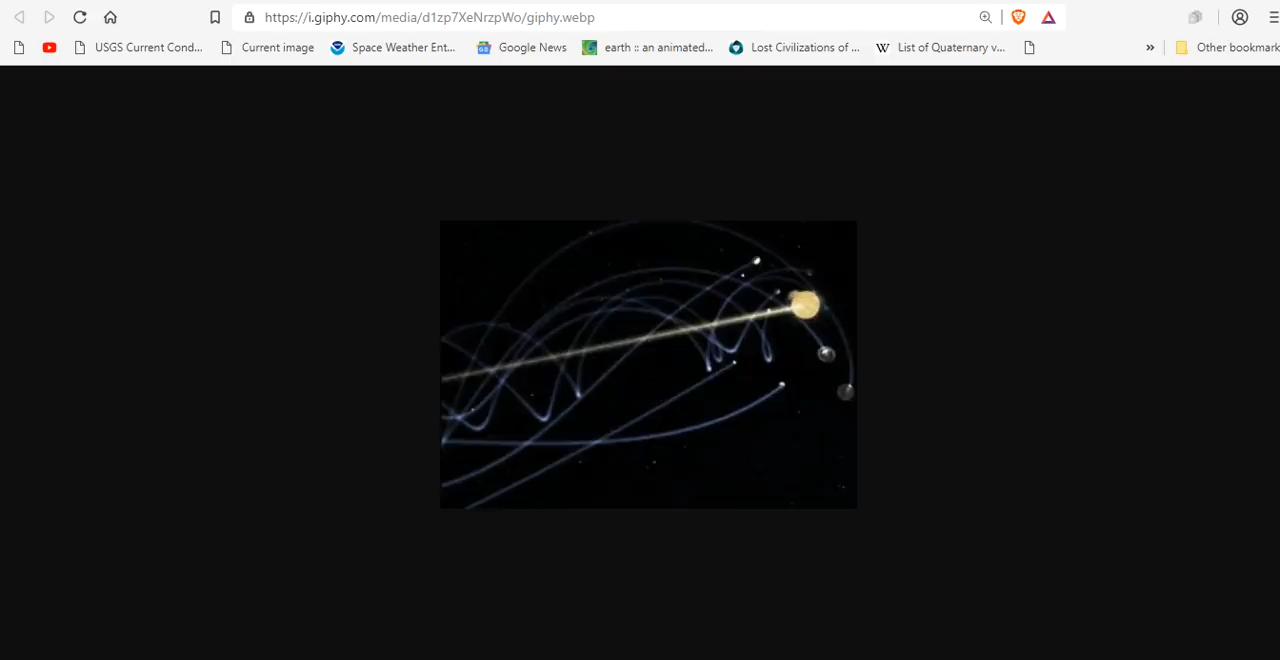 https://i.giphy.com/media/d1zp7XeNrzpWo/giphy.webp
USGS Current Cond... Current image Space Weather Ent... Google News earth :: an animated... Lost Civilizations of ... W List of Quaternary v... » Other bookmark